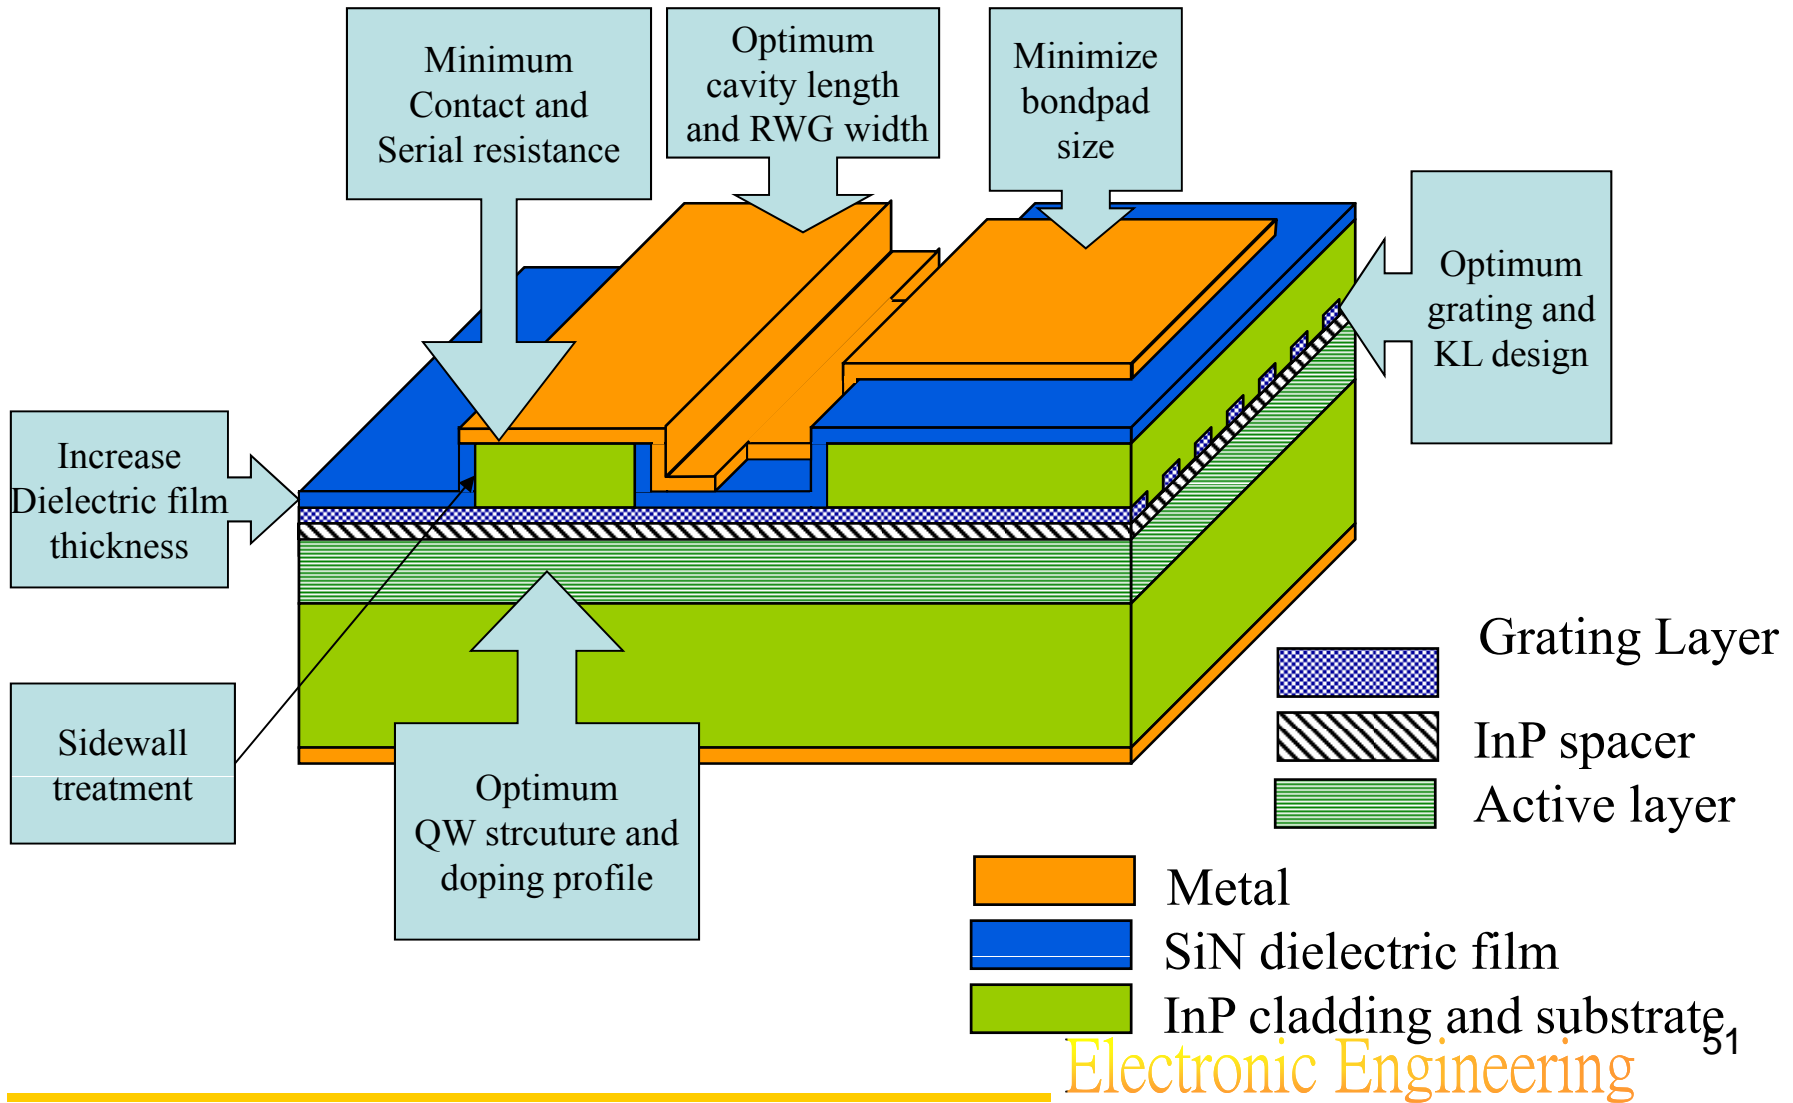 Minimum
Contact and
Serial resistance
Optimum
cavity length
and RWG width
Minimize
bondpad
size
Optimum
grating and
KL design
Increase
Dielectric film
thickness
Sidewall
treatment
Optimum
QW strcuture and
doping profile
Grating Layer
InP spacer
Active layer
Metal
SiN dielectric film
InP cladding and substrate
51
Electronic Engineering